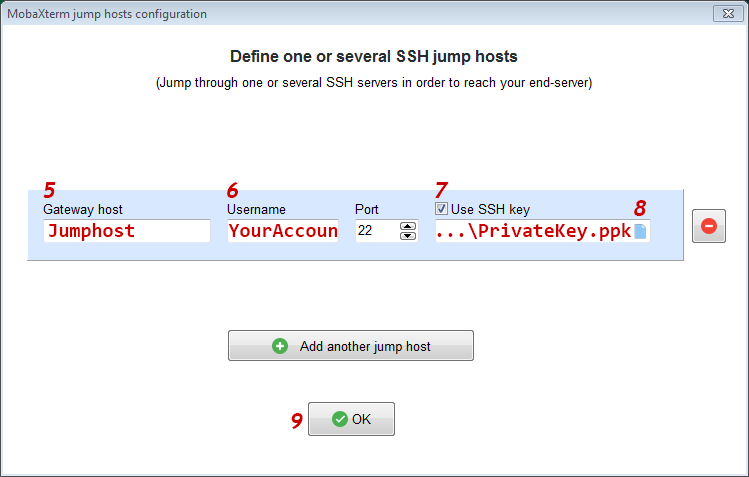 MobaXterm jump hosts configuration
Define one or several SSH jump hosts
(Jump through one or several SSH servers in order to reach your end-server)
5 6 7
Gateway host Username Port Use SSH key 8
Jumphost YourAccoun 22 ...\PrivateKey.ppk
Add another jump host
9 OK